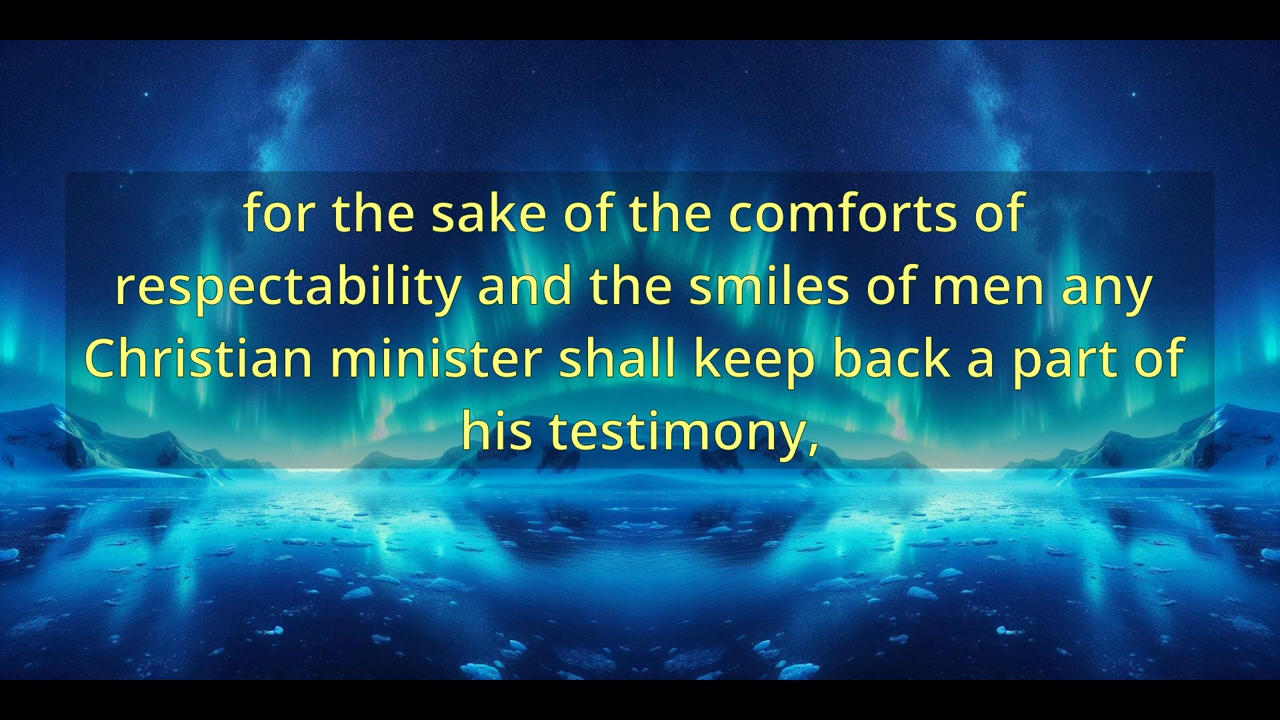 for the sake of the comforts of
respectability and the smiles of men any
Christian minister shall keep back a part of
his testimony,